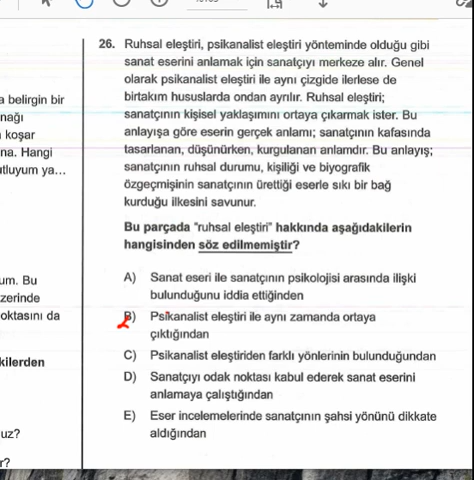 a belirgin bir
nağı
koşar
na. Hangi
utluyum ya...
um. Bu
zerinde
oktasını da
kilerden
uz?
r?
26. Ruhsal eleştiri, psikanalist eleştiri yönteminde olduğu gibi
sanat eserini anlamak için sanatçıyı merkeze alır. Genel
olarak psikanalist eleştiri ile aynı çizgide ilerlese de
birtakım hususlarda ondan ayrılır. Ruhsal eleştiri;
sanatçının kişisel yaklaşımını ortaya çıkarmak ister. Bu
anlayışa göre eserin gerçek anlamı; sanatçının kafasında
tasarlanan, düşünürken, kurgulanan anlamdır. Bu anlayış;
sanatçının ruhsal durumu, kişiliği ve biyografik
özgeçmişinin sanatçının ürettiği eserle sıkı bir bağ
kurduğu ilkesini savunur.
Bu parçada "ruhsal eleştiri" hakkında aşağıdakilerin
hangisinden söz edilmemiştir?
A) Sanat eseri ile sanatçının psikolojisi arasında ilişki
bulunduğunu iddia ettiğinden
B) Psikanalist eleştiri ile aynı zamanda ortaya
çıktığından
C) Psikanalist eleştiriden farklı yönlerinin bulunduğundan
D) Sanatçıyı odak noktası kabul ederek sanat eserini
anlamaya çalıştığından
E) Eser incelemelerinde sanatçının şahsi yönünü dikkate
aldığından